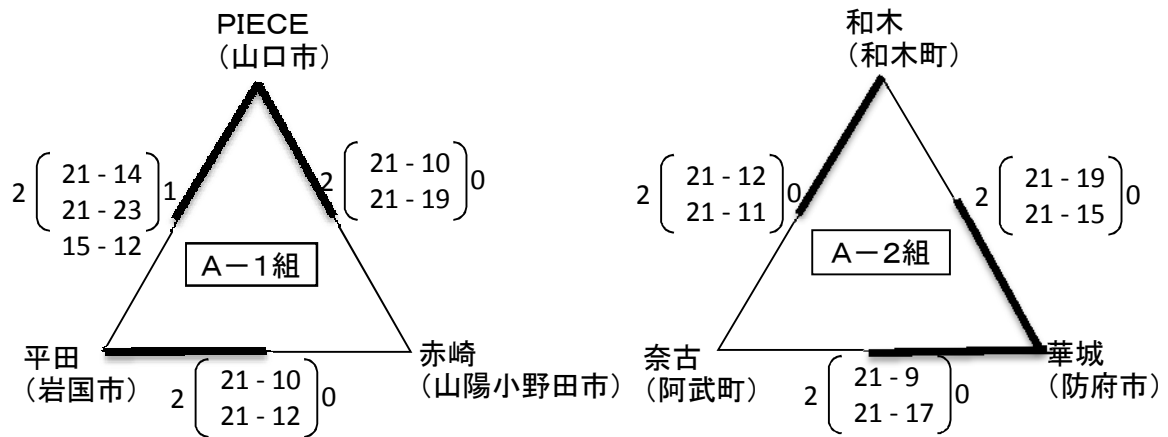 PIECE
（山口市）
2 21 - 14 1
21 - 23
15 - 12
2 21 - 10 0
21 - 19
A－1組
平田
（岩国市）
赤崎
（山陽小野田市）
2 21 - 10 0
21 - 12
和木
（和木町）
2 21 - 12 0
21 - 11
2 21 - 19 0
21 - 15
A－2組
奈古
（阿武町）
華城
（防府市）
2 21 - 9 0
21 - 17